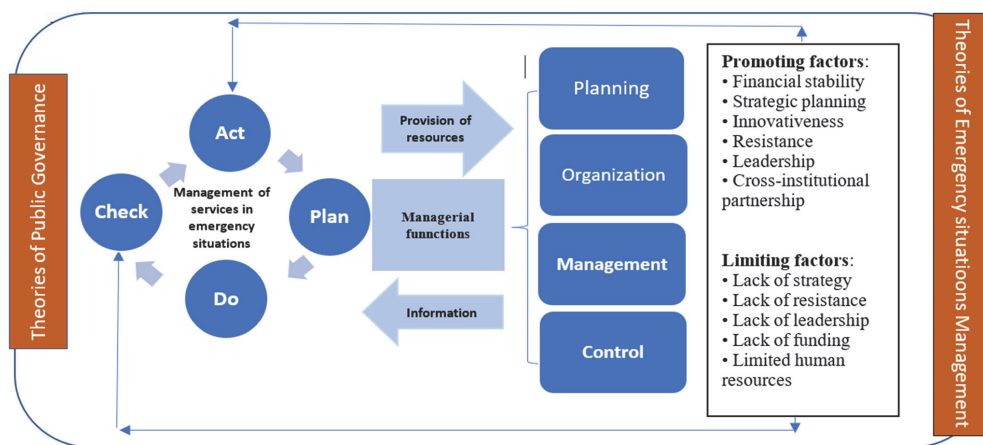 Theories of Public Governance
Act
Check
Management of
services in
emergency
situations
Plan
Do
Provision
of resources
Managerial
funnctions
Information
Planning
Organization
Management
Control
Promoting factors:
• Financial stability
• Strategic planning
• Innovativeness
• Resistance
• Leadership
• Cross-institutional
partnership
Limiting factors:
• Lack of strategy
• Lack of resistance
• Lack of leadership
• Lack of funding
• Limited human
resources
Theories of Emergency situatioons Management